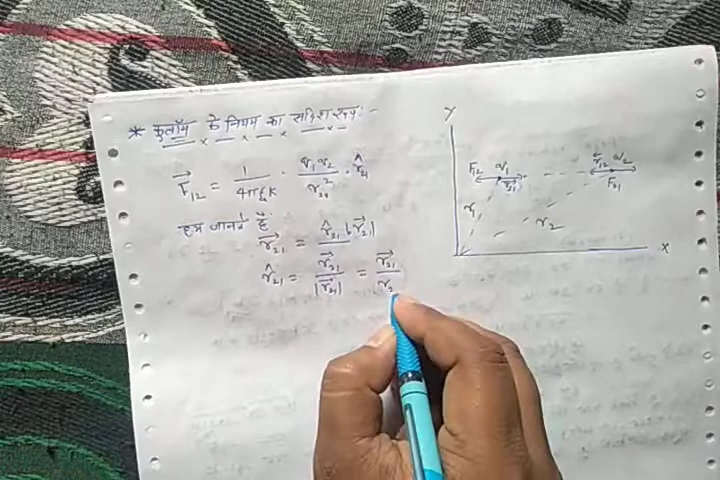 * कुलॉम के नियम का सदिश रूप :-
F⃗₁₂ = 1/4πε₀K · q₁q₂/r₂₁² · r̂₂₁
हम जानते हैं
r⃗₂₁ = r̂₂₁ |r⃗₂₁|
r̂₂₁ = r⃗₂₁/|r⃗₂₁| = r⃗₂₁/r₂
Y
F₁₂ q₁ r⃗₂₁
r⃗₁₂ q₂ F₂₁
r₁
r₂
X